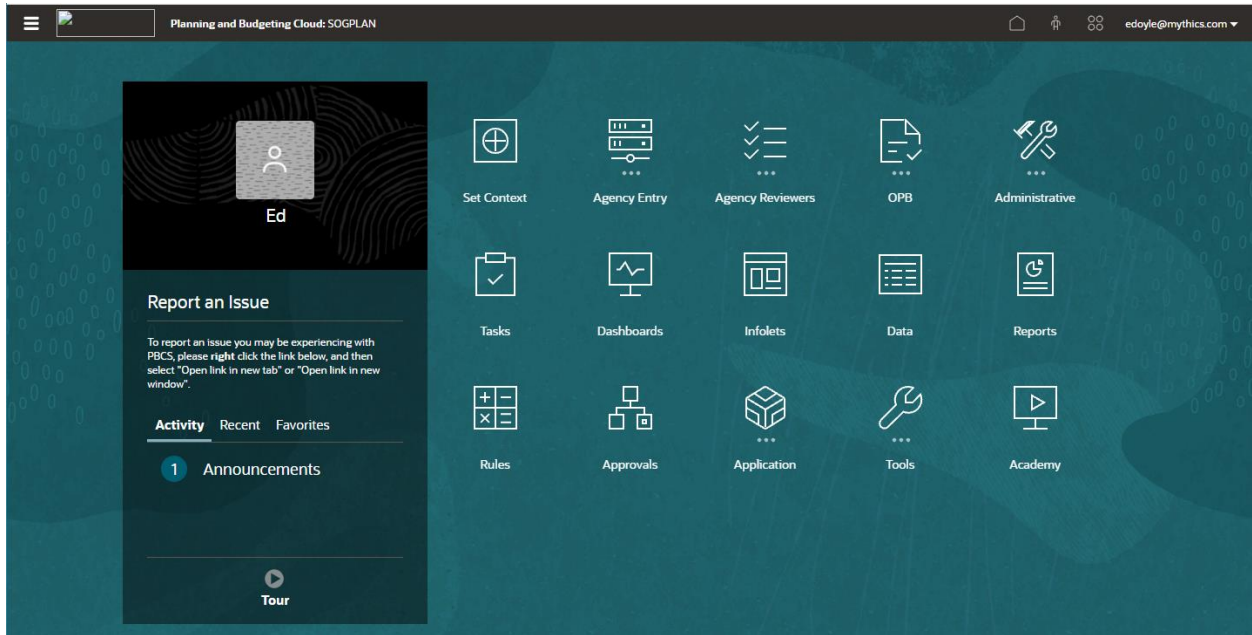 Planning and Budgeting Cloud: SOGPLAN
edoyle@mythics.com
Ed
Report an Issue
To report an issue you may be experiencing with
PBCS, please right click the link below, and then
select "Open link in new tab" or "Open link in new
window".
Activity Recent Favorites
1 Announcements
Tour
Set Context Agency Entry Agency Reviewers OPB Administrative
Tasks Dashboards Infolets Data Reports
Rules Approvals Application Tools Academy